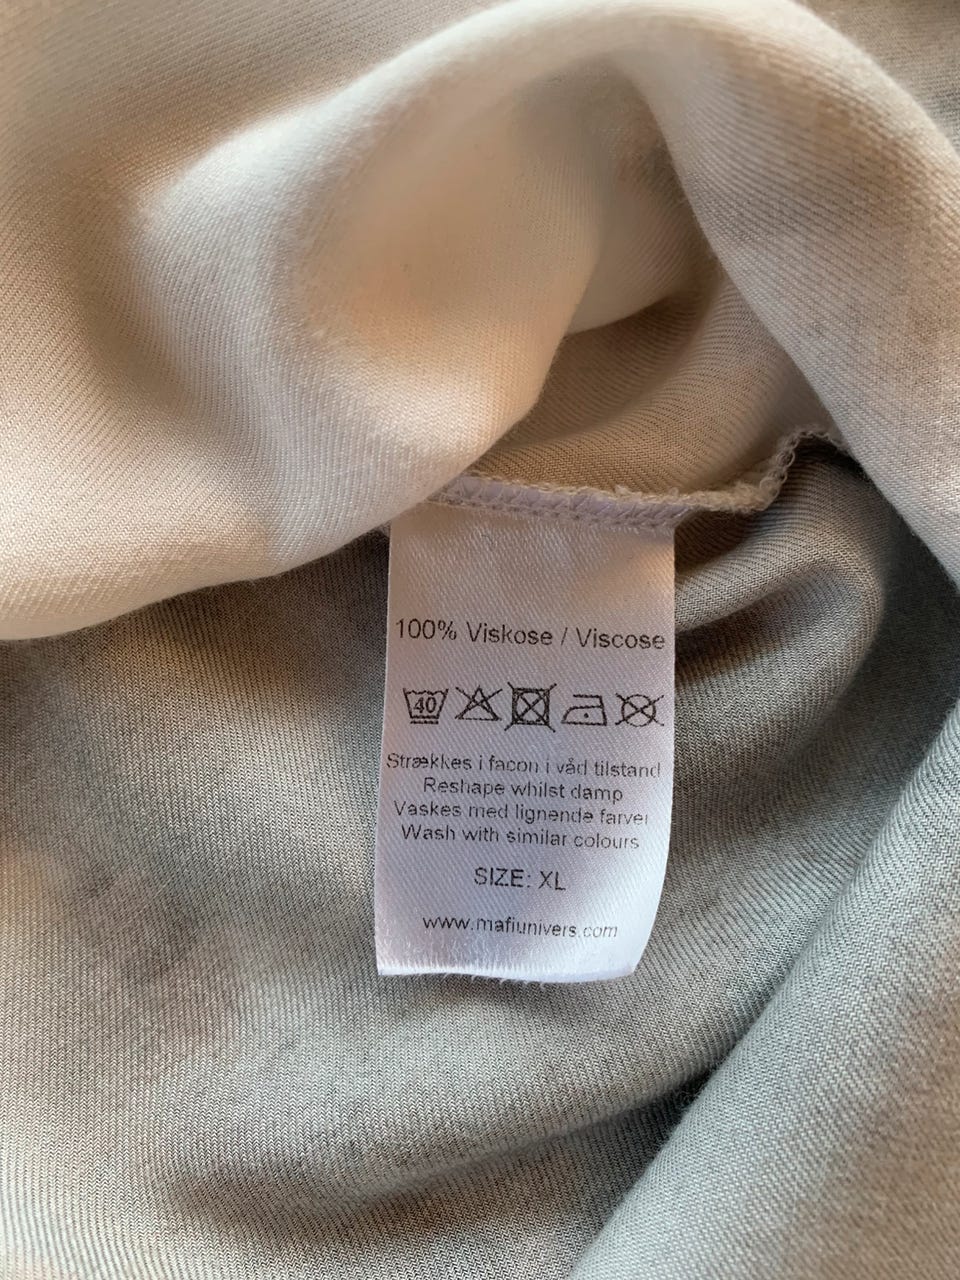 100% Viskose / Viscose
40
Strækkes i facon i våd tilstand
Reshape whilst damp
Vaskes med lignende farver
Wash with similar colours
SIZE: XL
www.mafiunivers.com